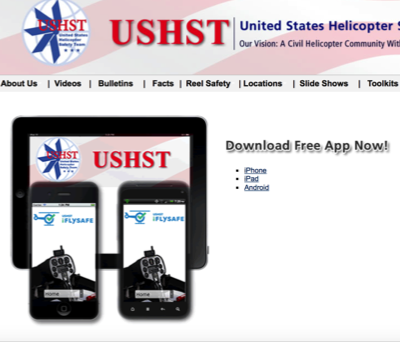 USHST
United States
Helicopter
Safety Team
USHST
United States Helicopter S
Our Vision: A Civil Helicopter Community With
About Us | Videos | Bulletins | Facts | Reel Safety | Locations | Slide Shows | Toolkits
USHST
USHST
Download Free App Now!
iPhone
iPad
Android
iFLYSAFE
iFLYSAFE
Home
Home